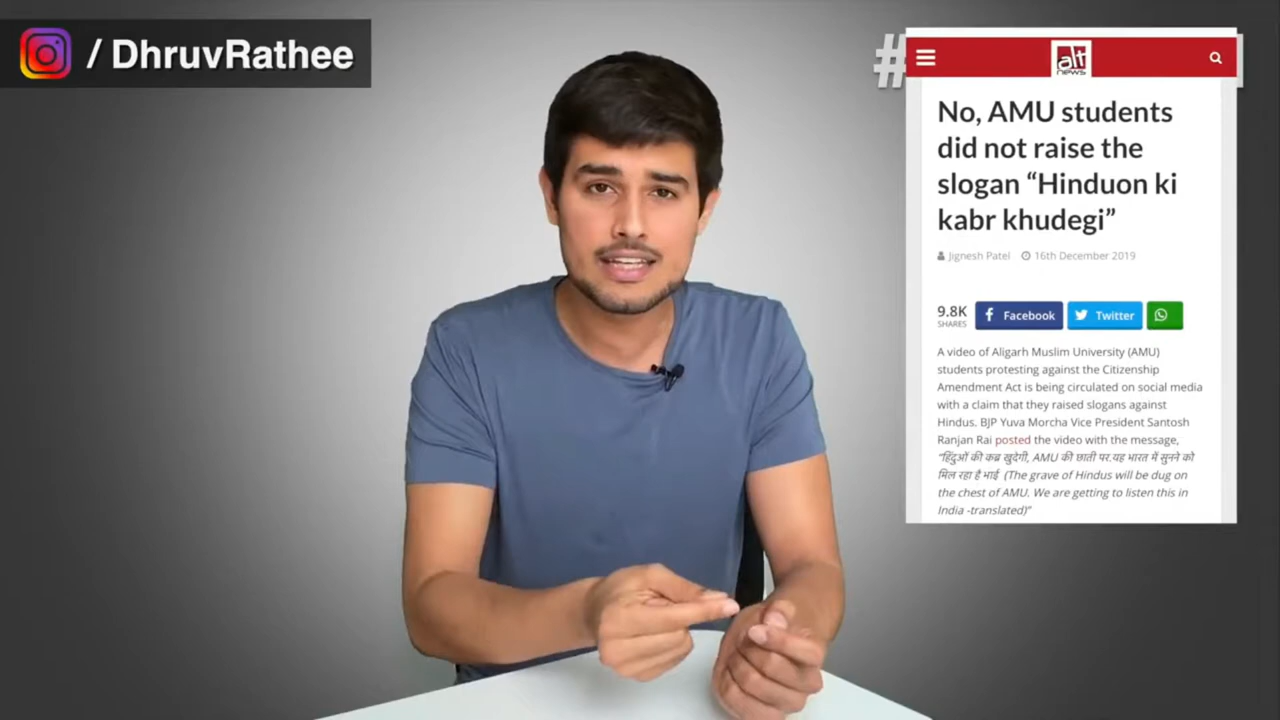 / DhruvRathee
#
alt
news
No, AMU students
did not raise the
slogan “Hinduon ki
kabr khudegi”
Jignesh Patel 16th December 2019
9.8K
SHARES
Facebook
Twitter
A video of Aligarh Muslim University (AMU)
students protesting against the Citizenship
Amendment Act is being circulated on social media
with a claim that they raised slogans against
Hindus. BJP Yuva Morcha Vice President Santosh
Ranjan Rai posted the video with the message,
“हिंदुओं की कब्र खुदेगी, AMU की छाती पर.यह भारत में सुनने को
मिल रहा है भाई (The grave of Hindus will be dug on
the chest of AMU. We are getting to listen this in
India -translated)”